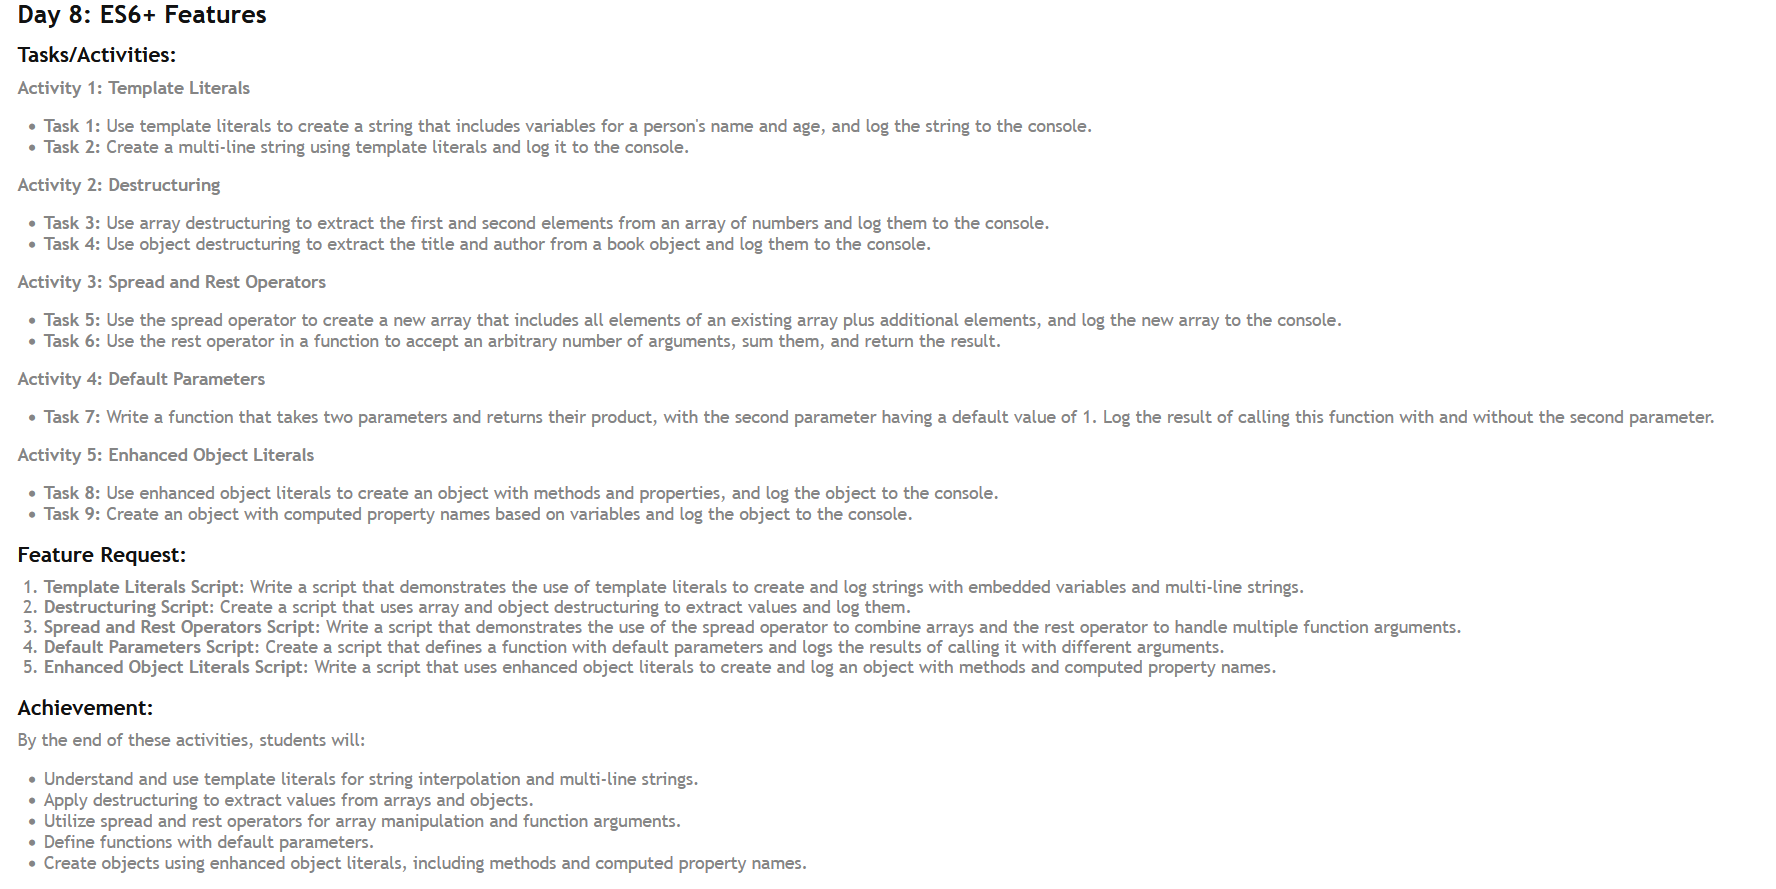 Day 8: ES6+ Features
Tasks/Activities:
Activity 1: Template Literals
• Task 1: Use template literals to create a string that includes variables for a person's name and age, and log the string to the console.
• Task 2: Create a multi-line string using template literals and log it to the console.
Activity 2: Destructuring
• Task 3: Use array destructuring to extract the first and second elements from an array of numbers and log them to the console.
• Task 4: Use object destructuring to extract the title and author from a book object and log them to the console.
Activity 3: Spread and Rest Operators
• Task 5: Use the spread operator to create a new array that includes all elements of an existing array plus additional elements, and log the new array to the console.
• Task 6: Use the rest operator in a function to accept an arbitrary number of arguments, sum them, and return the result.
Activity 4: Default Parameters
• Task 7: Write a function that takes two parameters and returns their product, with the second parameter having a default value of 1. Log the result of calling this function with and without the second parameter.
Activity 5: Enhanced Object Literals
• Task 8: Use enhanced object literals to create an object with methods and properties, and log the object to the console.
• Task 9: Create an object with computed property names based on variables and log the object to the console.
Feature Request:
1. Template Literals Script: Write a script that demonstrates the use of template literals to create and log strings with embedded variables and multi-line strings.
2. Destructuring Script: Create a script that uses array and object destructuring to extract values and log them.
3. Spread and Rest Operators Script: Write a script that demonstrates the use of the spread operator to combine arrays and the rest operator to handle multiple function arguments.
4. Default Parameters Script: Create a script that defines a function with default parameters and logs the results of calling it with different arguments.
5. Enhanced Object Literals Script: Write a script that uses enhanced object literals to create and log an object with methods and computed property names.
Achievement:
By the end of these activities, students will:
• Understand and use template literals for string interpolation and multi-line strings.
• Apply destructuring to extract values from arrays and objects.
• Utilize spread and rest operators for array manipulation and function arguments.
• Define functions with default parameters.
• Create objects using enhanced object literals, including methods and computed property names.